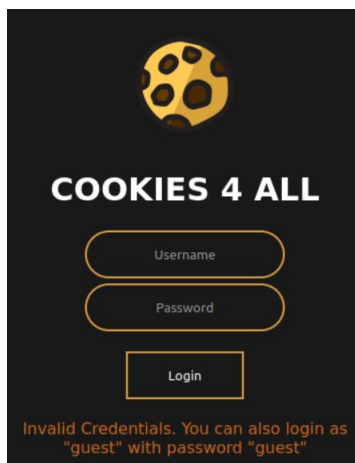 COOKIES 4 ALL
Username
Password
Login
Invalid Credentials. You can also login as
"guest" with password "guest"